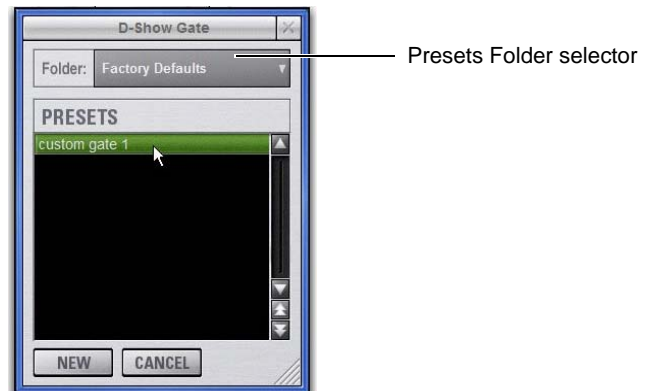 D-Show Gate
Presets Folder selector
Folder: Factory Defaults
PRESETS
custom gate 1
NEW CANCEL